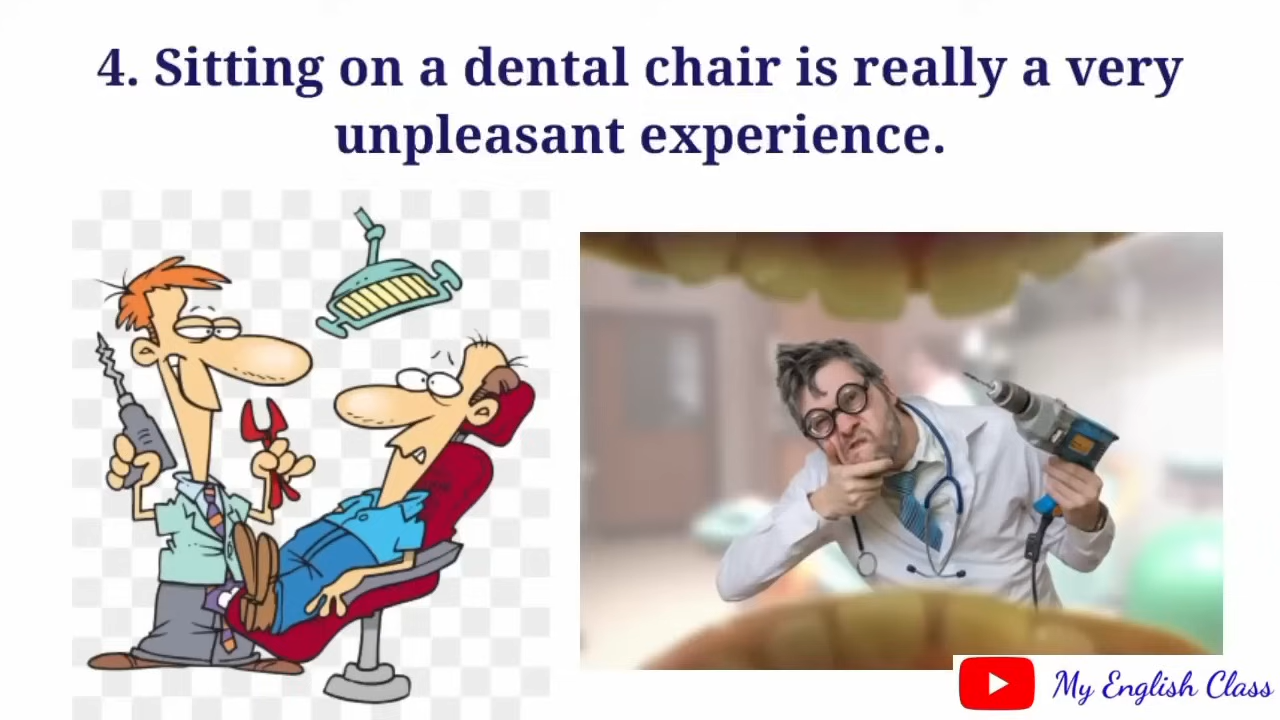 4. Sitting on a dental chair is really a very
unpleasant experience.
My English Class